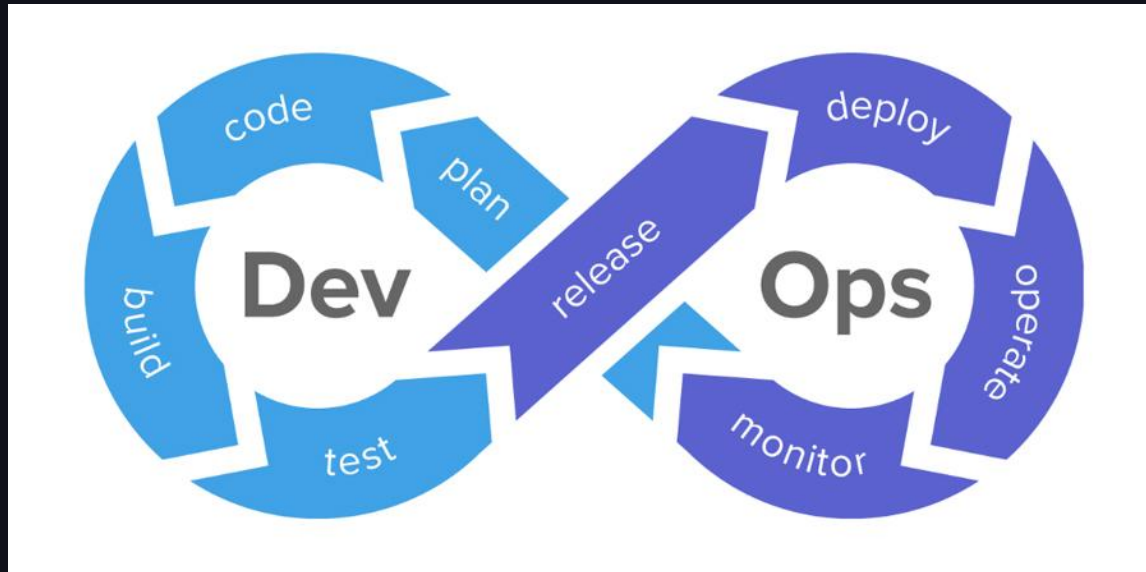 code
plan
build
Dev
test
release
deploy
Ops
operate
monitor